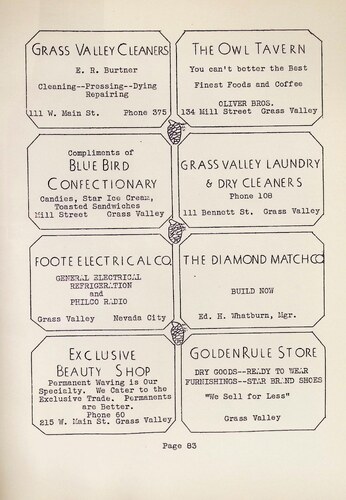 GRASS VALLEY CLEANERS
E. R. Burtner
Cleaning--Pressing--Dying
Repairing
111 W. Main St. Phone 375
THE OWL TAVERN
You can't better the Best
Finest Foods and Coffee
OLIVER BROS.
134 Mill Street Grass Valley
Compliments of
BLUE BIRD
CONFECTIONARY
Candies, Star Ice Cream,
Toasted Sandwiches
Mill Street Grass Valley
GRASS VALLEY LAUNDRY
& DRY CLEANERS
Phone 108
111 Bennett St. Grass Valley
FOOTE ELECTRICAL CO.
GENERAL ELECTRICAL
REFRIGERATION
and
PHILCO RADIO
Grass Valley Nevada City
THE DIAMOND MATCH CO
BUILD NOW
Ed. H. Whatburn, Mgr.
EXCLUSIVE
BEAUTY SHOP
Permanent Waving is Our
Specialty. We Cater to the
Exclusive Trade. Permanents
are Better.
Phone 60
215 W. Main St. Grass Valley
GOLDEN RULE STORE
DRY GOODS--READY TO WEAR
FURNISHINGS--STAR BRAND SHOES
"We Sell for Less"
Grass Valley
Page 83